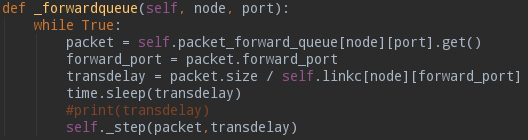 def _forwardqueue(self, node, port):
    while True:
        packet = self.packet_forward_queue[node][port].get()
        forward_port = packet.forward_port
        transdelay = packet.size / self.linkc[node][forward_port]
        time.sleep(transdelay)
        #print(transdelay)
        self._step(packet,transdelay)